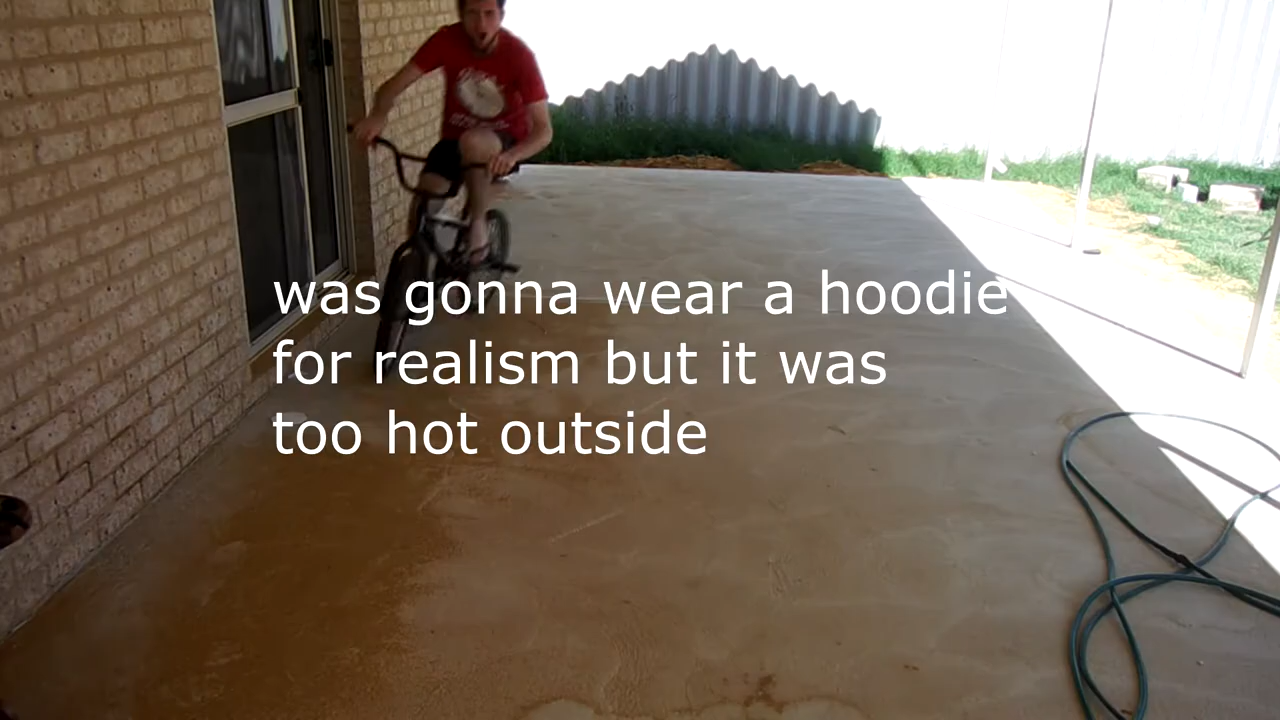 was gonna wear a hoodie
for realism but it was
too hot outside